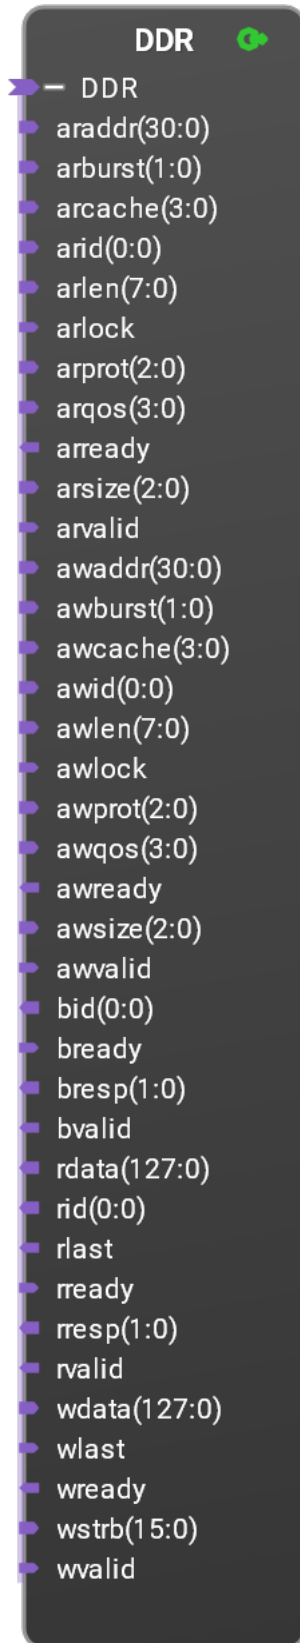 DDR
DDR
araddr(30:0)
arburst(1:0)
arcache(3:0)
arid(0:0)
arlen(7:0)
arlock
arprot(2:0)
arqos(3:0)
arready
arsize(2:0)
arvalid
awaddr(30:0)
awburst(1:0)
awcache(3:0)
awid(0:0)
awlen(7:0)
awlock
awprot(2:0)
awqos(3:0)
awready
awsize(2:0)
awvalid
bid(0:0)
bready
bresp(1:0)
bvalid
rdata(127:0)
rid(0:0)
rlast
rready
rresp(1:0)
rvalid
wdata(127:0)
wlast
wready
wstrb(15:0)
wvalid